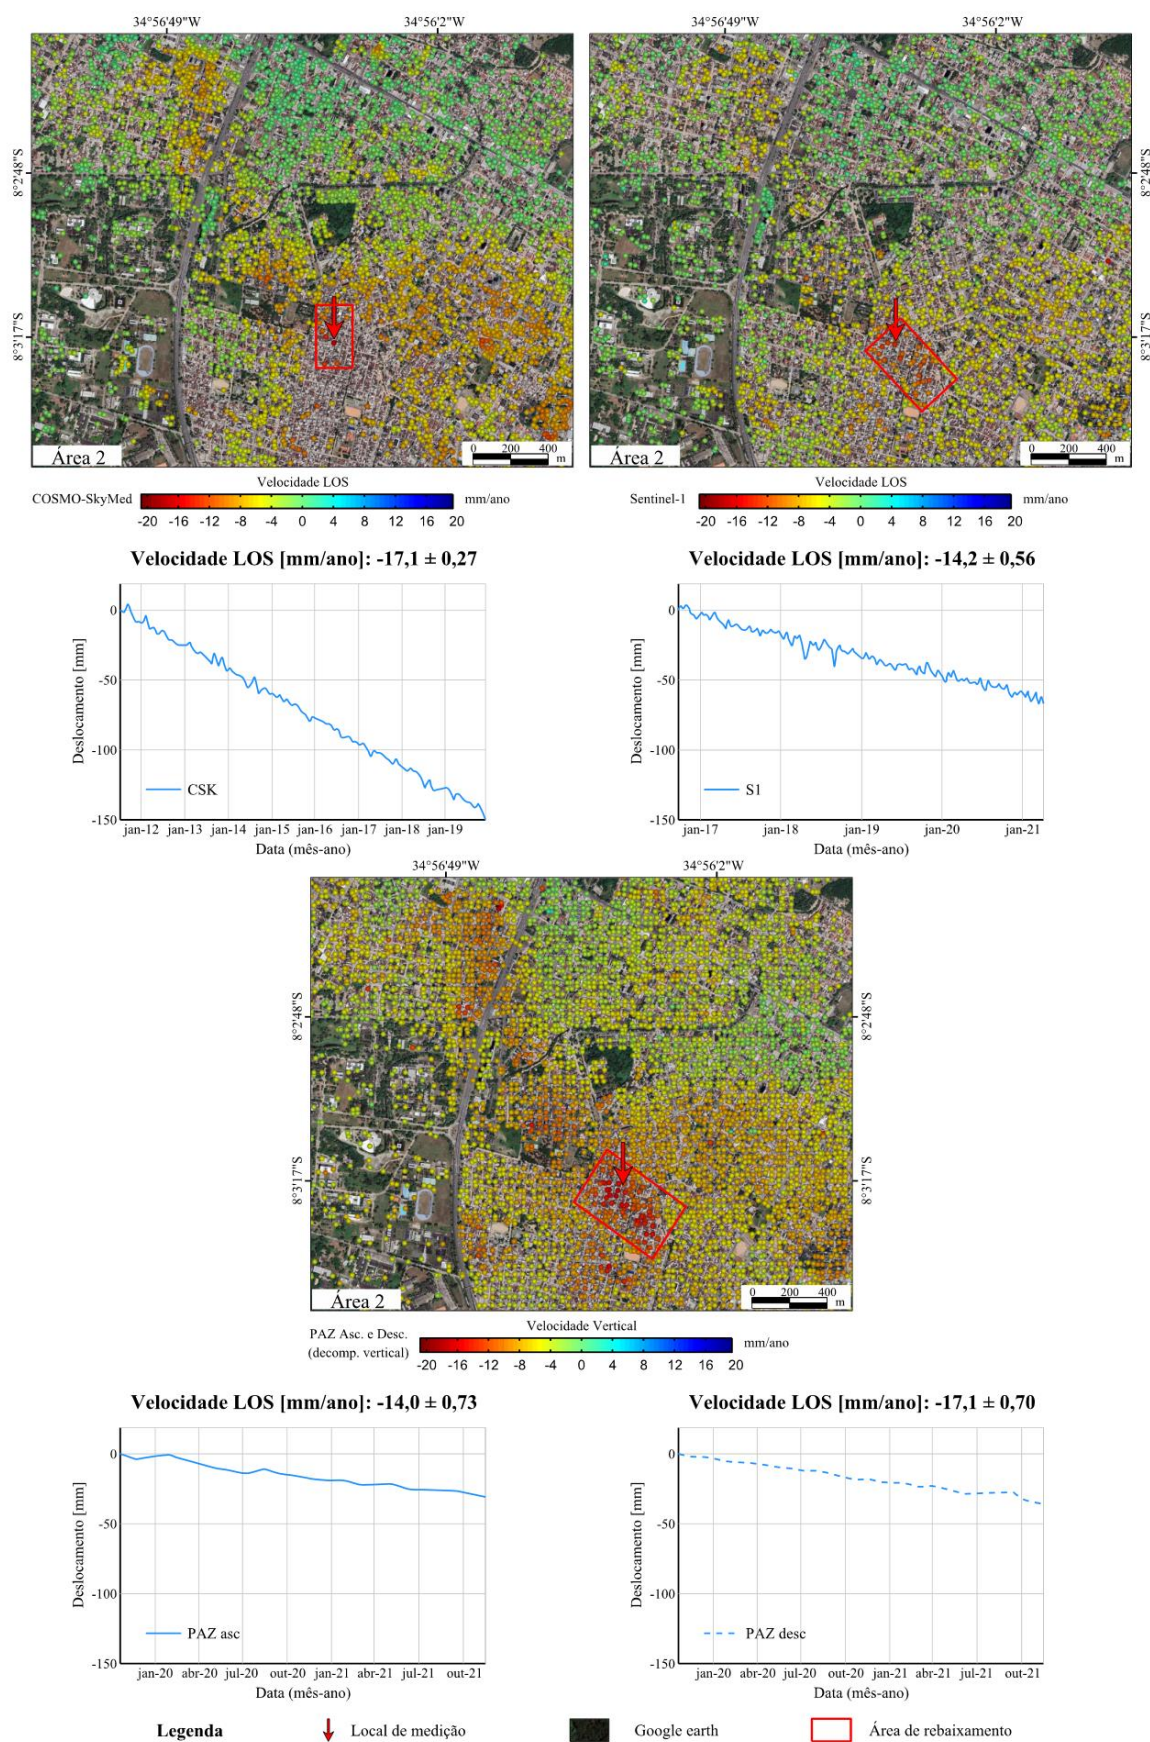 34°56'49"W 34°56'2"W 34°56'49"W 34°56'2"W
8°2'48"S 8°2'48"S
8°3'17"S 8°3'17"S
Área 2 0 200 400 m Área 2 0 200 400 m
Velocidade LOS Velocidade LOS
COSMO-SkyMed mm/ano Sentinel-1 mm/ano
-20 -16 -12 -8 -4 0 4 8 12 16 20 -20 -16 -12 -8 -4 0 4 8 12 16 20
Velocidade LOS [mm/ano]: -17,1 ± 0,27 Velocidade LOS [mm/ano]: -14,2 ± 0,56
Deslocamento [mm] 0 -50 -100 -150
CSK
jan-12 jan-13 jan-14 jan-15 jan-16 jan-17 jan-18 jan-19
Data (mês-ano)
Deslocamento [mm] 0 -50 -100 -150
S1
jan-17 jan-18 jan-19 jan-20 jan-21
Data (mês-ano)
34°56'49"W 34°56'2"W
8°2'48"S 8°2'48"S
8°3'17"S 8°3'17"S
Área 2 0 200 400 m
Velocidade Vertical
PAZ Asc. e Desc. mm/ano
(decomp. vertical)
-20 -16 -12 -8 -4 0 4 8 12 16 20
Velocidade LOS [mm/ano]: -14,0 ± 0,73 Velocidade LOS [mm/ano]: -17,1 ± 0,70
Deslocamento [mm] 0 -50 -100 -150
PAZ asc
jan-20 abr-20 jul-20 out-20 jan-21 abr-21 jul-21 out-21
Data (mês-ano)
Deslocamento [mm] 0 -50 -100 -150
PAZ desc
jan-20 abr-20 jul-20 out-20 jan-21 abr-21 jul-21 out-21
Data (mês-ano)
Legenda Local de medição Google earth Área de rebaixamento